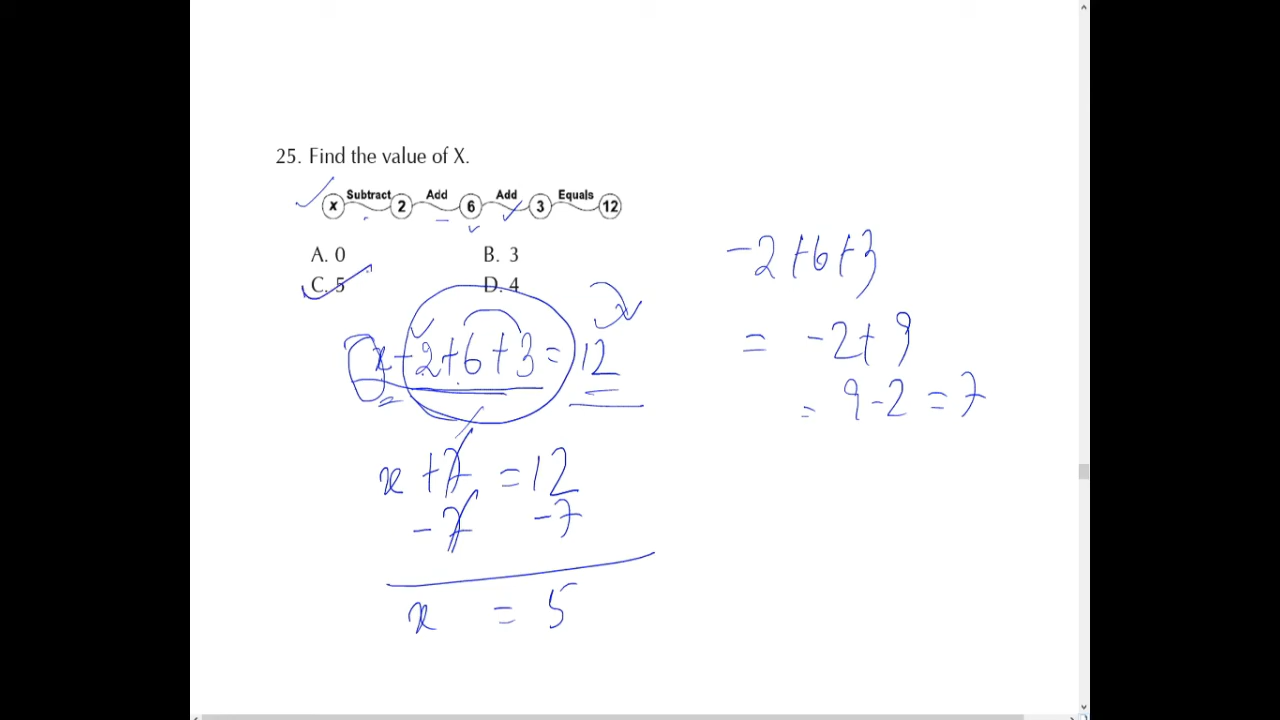 25. Find the value of X.
Subtract Add Add Equals
x 2 6 3 12
A. 0 B. 3
C. 5 D. 4
x - 2 + 6 + 3 = 12
x + 7 = 12
- 7 - 7
x = 5
- 2 + 6 + 3
= - 2 + 9
= 9 - 2 = 7